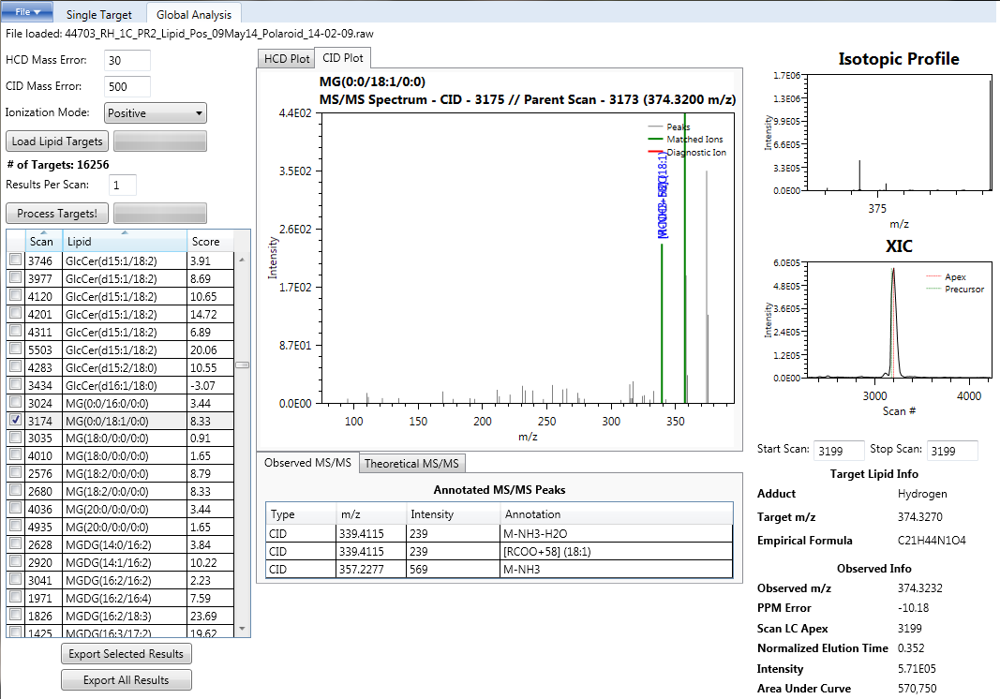 File
Single Target
Global Analysis
File loaded: 44703_RH_1C_PR2_Lipid_Pos_09May14_Polaroid_14-02-09.raw
HCD Mass Error: 30
CID Mass Error: 500
Ionization Mode: Positive
Load Lipid Targets
# of Targets: 16256
Results Per Scan: 1
Process Targets!
Scan Lipid Score
3746 GlcCer(d15:1/18:2) 3.91
3977 GlcCer(d15:1/18:2) 8.69
4120 GlcCer(d15:1/18:2) 10.65
4201 GlcCer(d15:1/18:2) 14.72
4311 GlcCer(d15:1/18:2) 6.89
5503 GlcCer(d15:1/18:2) 20.06
4283 GlcCer(d15:2/18:0) 10.55
3434 GlcCer(d16:1/18:0) -3.07
3024 MG(0:0/16:0/0:0) 3.44
3174 MG(0:0/18:1/0:0) 8.33
3035 MG(18:0/0:0/0:0) 0.91
4010 MG(18:0/0:0/0:0) 1.65
2576 MG(18:2/0:0/0:0) 8.79
2680 MG(18:2/0:0/0:0) 8.33
4036 MG(20:0/0:0/0:0) 3.44
4935 MG(20:0/0:0/0:0) 1.65
2628 MGDG(14:0/16:2) 3.84
2920 MGDG(14:1/16:2) 10.22
3041 MGDG(16:2/16:2) 2.23
1971 MGDG(16:2/16:4) 7.59
1826 MGDG(16:2/18:3) 23.69
1425 MGDG(16:3/17:2) 19.62
Export Selected Results
Export All Results
HCD Plot
CID Plot
MG(0:0/18:1/0:0)
MS/MS Spectrum - CID - 3175 // Parent Scan - 3173 (374.3200 m/z)
4.4E02
3.5E02
2.6E02
1.7E02
8.7E01
0.0E00
Intensity
Peaks
Matched Ions
Diagnostic Ion
100 150 200 250 300 350
m/z
Observed MS/MS
Theoretical MS/MS
Annotated MS/MS Peaks
Type m/z Intensity Annotation
CID 339.4115 239 M-NH3-H2O
CID 339.4115 239 [RCOO+58] (18:1)
CID 357.2277 569 M-NH3
Isotopic Profile
1.7E06
1.3E06
9.9E05
6.6E05
3.3E05
0.0E00
Intensity
375
m/z
XIC
6.0E05
4.8E05
3.6E05
2.4E05
1.2E05
0.0E00
Intensity
Apex
Precursor
3000 4000
Scan #
Start Scan: 3199 Stop Scan: 3199
Target Lipid Info
Adduct Hydrogen
Target m/z 374.3270
Empirical Formula C21H44N1O4
Observed Info
Observed m/z 374.3232
PPM Error -10.18
Scan LC Apex 3199
Normalized Elution Time 0.352
Intensity 5.71E05
Area Under Curve 570,750